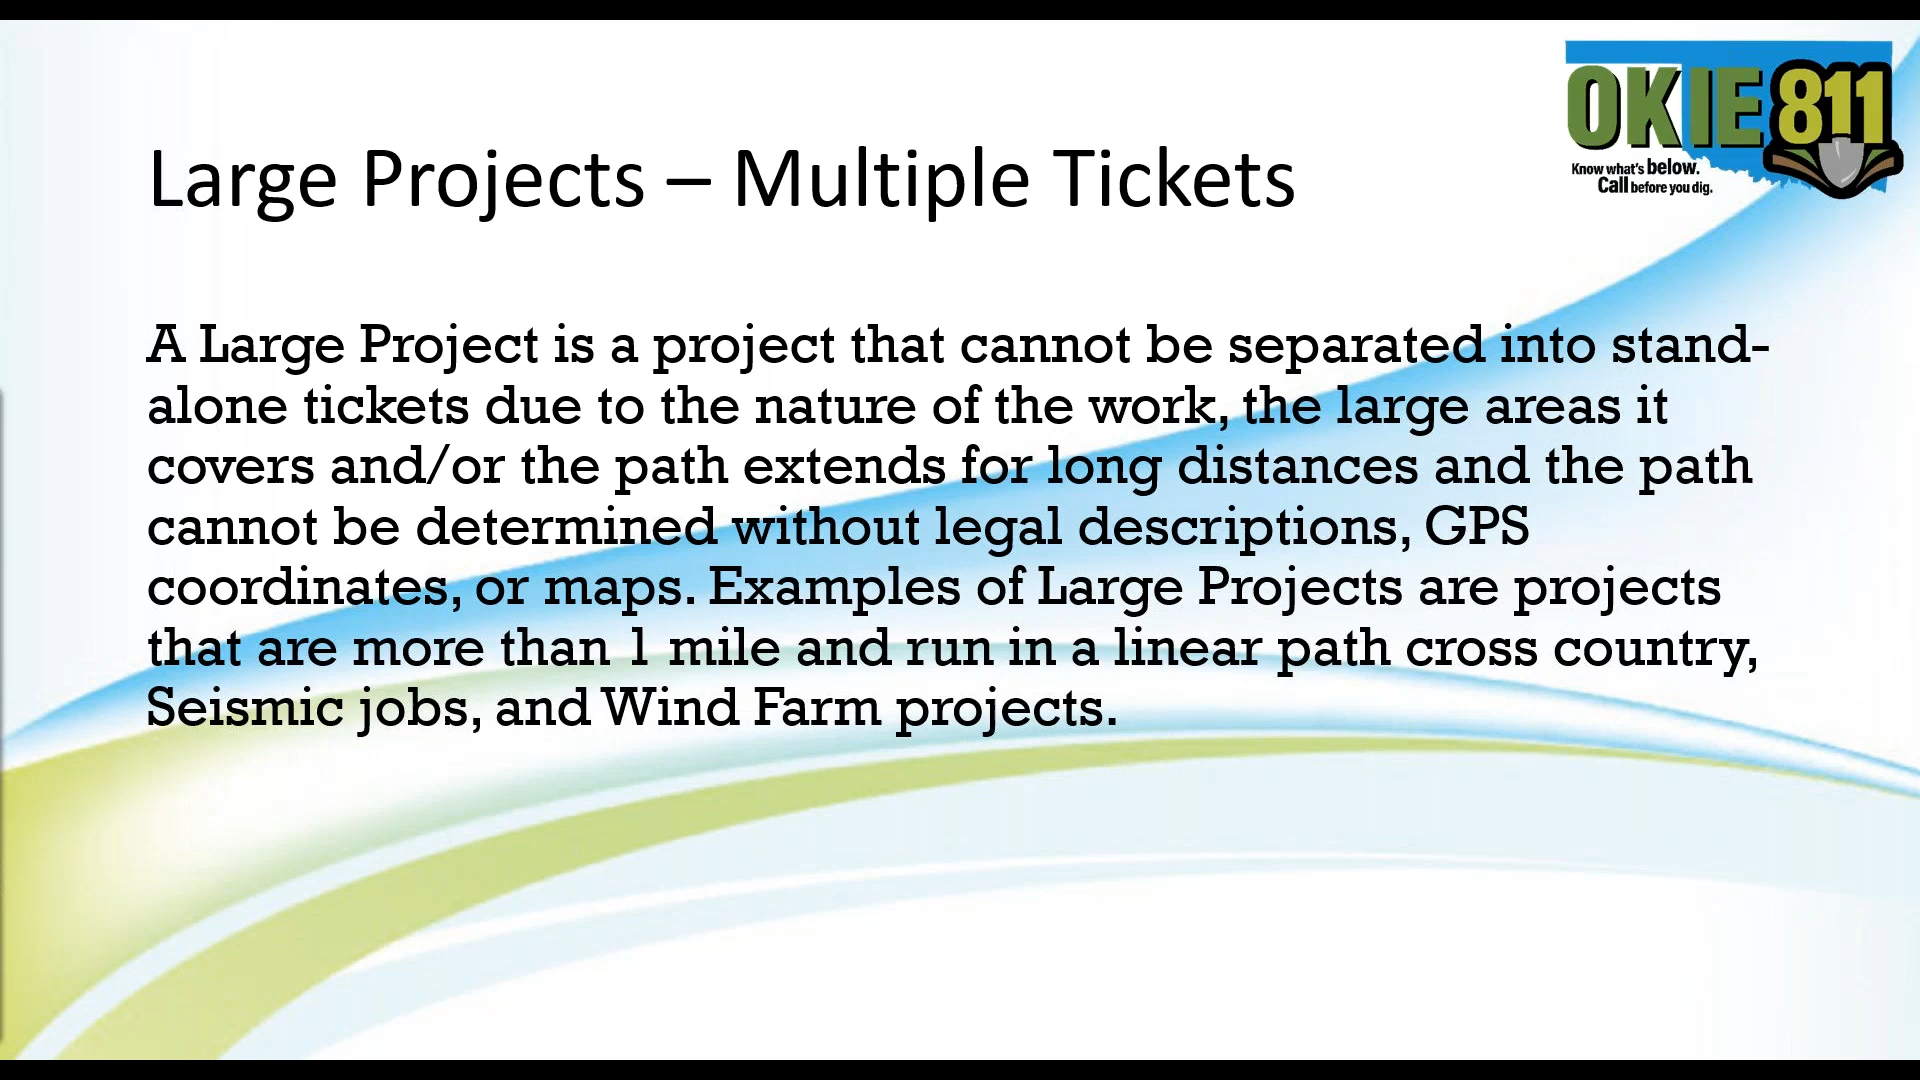 OKIE811
Know what's below.
Call before you dig.
Large Projects – Multiple Tickets
A Large Project is a project that cannot be separated into stand-
alone tickets due to the nature of the work, the large areas it
covers and/or the path extends for long distances and the path
cannot be determined without legal descriptions, GPS
coordinates, or maps. Examples of Large Projects are projects
that are more than 1 mile and run in a linear path cross country,
Seismic jobs, and Wind Farm projects.